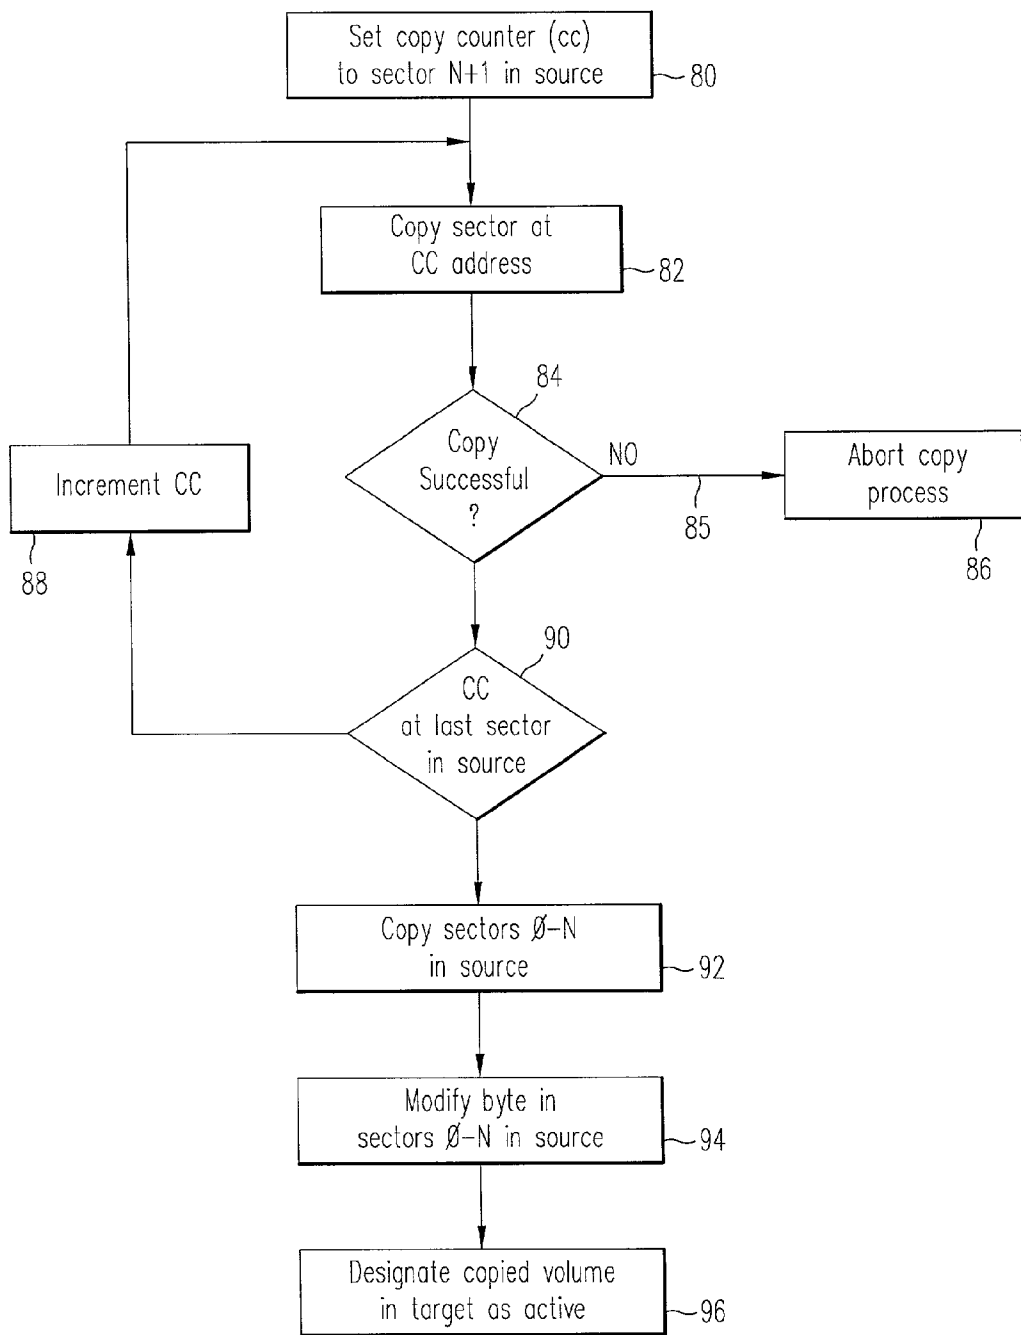 Set copy counter (cc)
to sector N+1 in source
80
Copy sector at
CC address
82
84
Copy
Successful
?
NO
85
Abort copy
process
86
Increment CC
88
90
CC
at last sector
in source
Copy sectors Ø-N
in source
92
Modify byte in
sectors Ø-N in source
94
Designate copied volume
in target as active
96